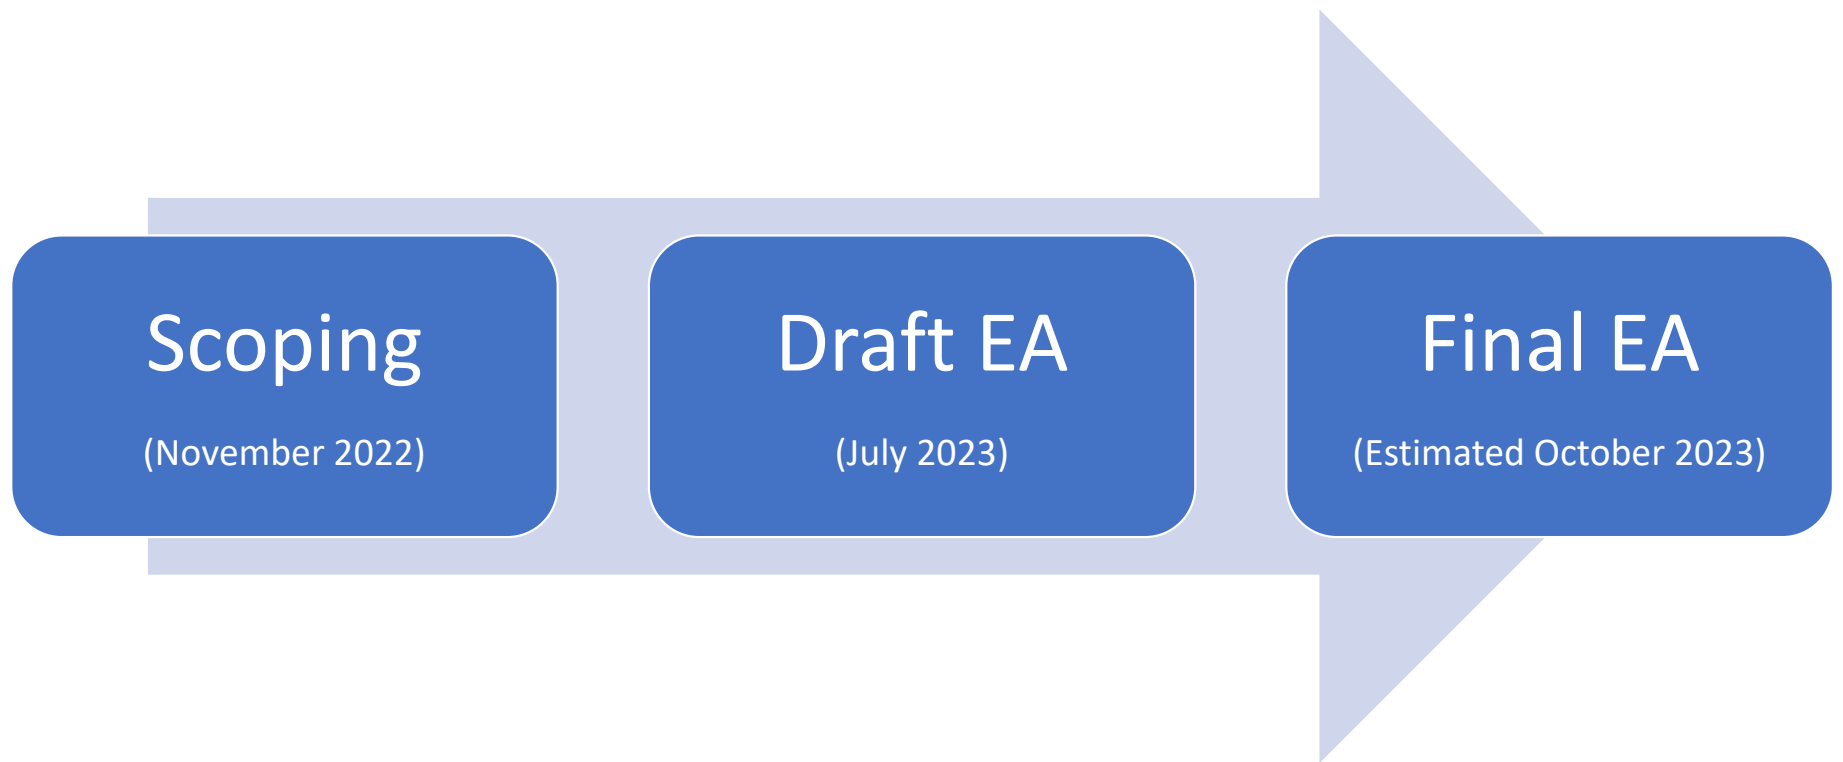 Scoping
(November 2022)
Draft EA
(July 2023)
Final EA
(Estimated October 2023)